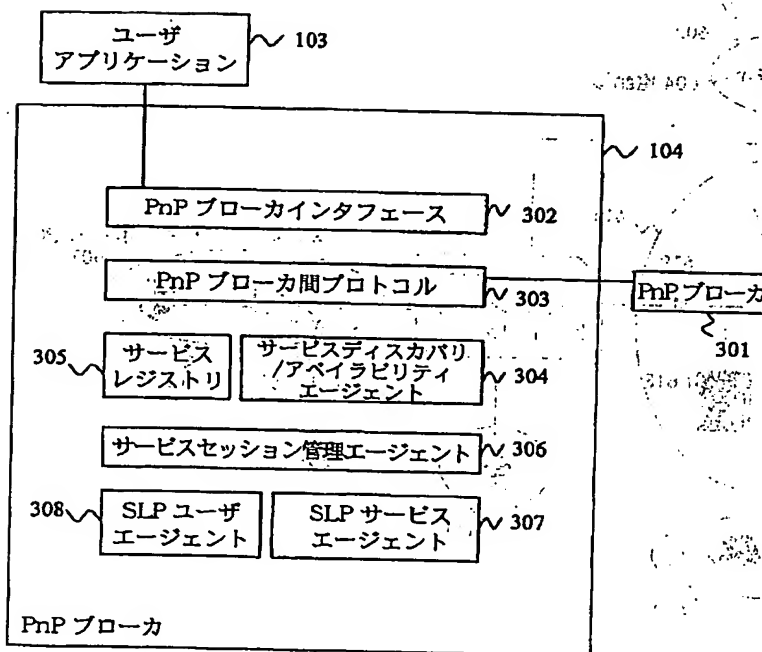 ユーザ
アプリケーション
103
104
PnP ブローカインタフェース
302
PnP ブローカ間プロトコル
303
PnP ブローカ
301
305
サービス
レジストリ
サービスディスカバリ
/アベイラビリティ
エージェント
304
サービスセッション管理エージェント
306
308
SLP ユーザ
エージェント
SLP サービス
エージェント
307
PnP ブローカ